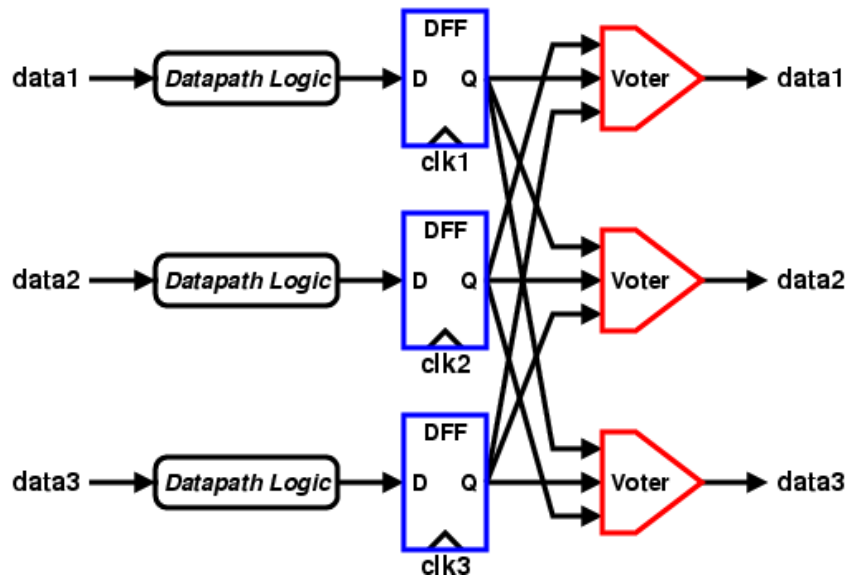 DFF
data1 Datapath Logic D Q Voter data1
clk1
DFF
data2 Datapath Logic D Q Voter data2
clk2
DFF
data3 Datapath Logic D Q Voter data3
clk3